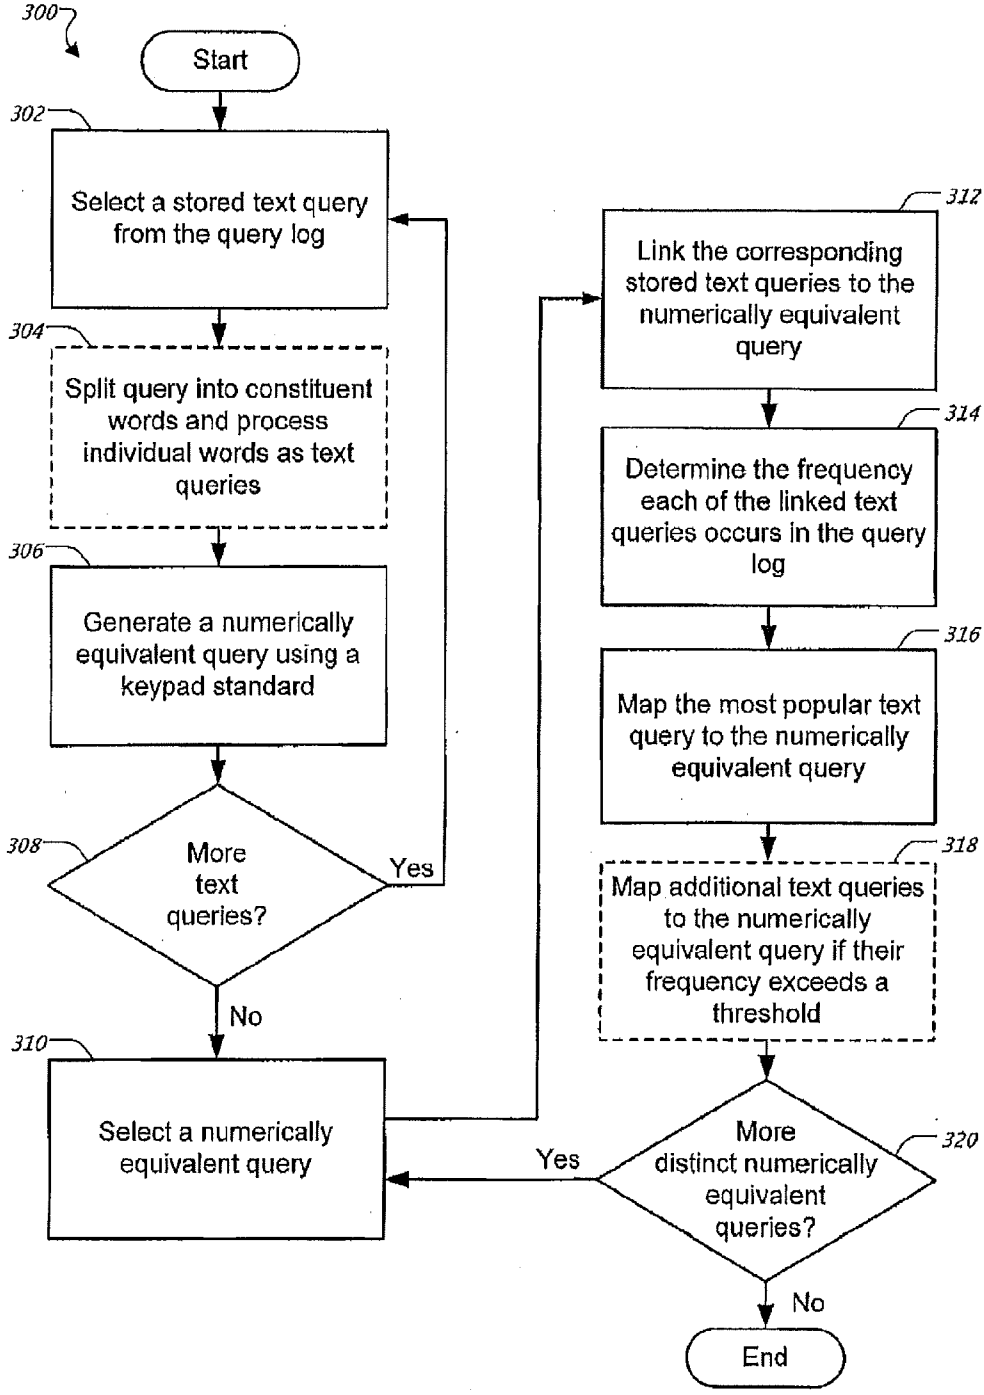 300
Start
302
Select a stored text query
from the query log
304
Split query into constituent
words and process
individual words as text
queries
306
Generate a numerically
equivalent query using a
keypad standard
308
More
text
queries?
Yes
No
310
Select a numerically
equivalent query
312
Link the corresponding
stored text queries to the
numerically equivalent
query
314
Determine the frequency
each of the linked text
queries occurs in the query
log
316
Map the most popular text
query to the numerically
equivalent query
318
Map additional text queries
to the numerically
equivalent query if their
frequency exceeds a
threshold
320
More
distinct numerically
equivalent
queries?
Yes
No
End